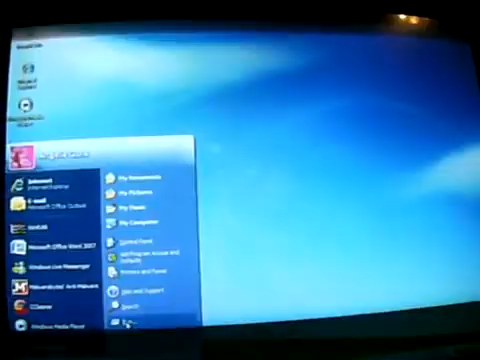 Internet
Internet Explorer
E-mail
Microsoft Office Outlook
Microsoft Office Word 2007
Windows Live Messenger
Malwarebytes' Anti-Malware
CCleaner
Windows Media Player
My Documents
My Pictures
My Music
My Computer
Control Panel
Set Program Access and
Defaults
Printers and Faxes
Help and Support
Search
Run...